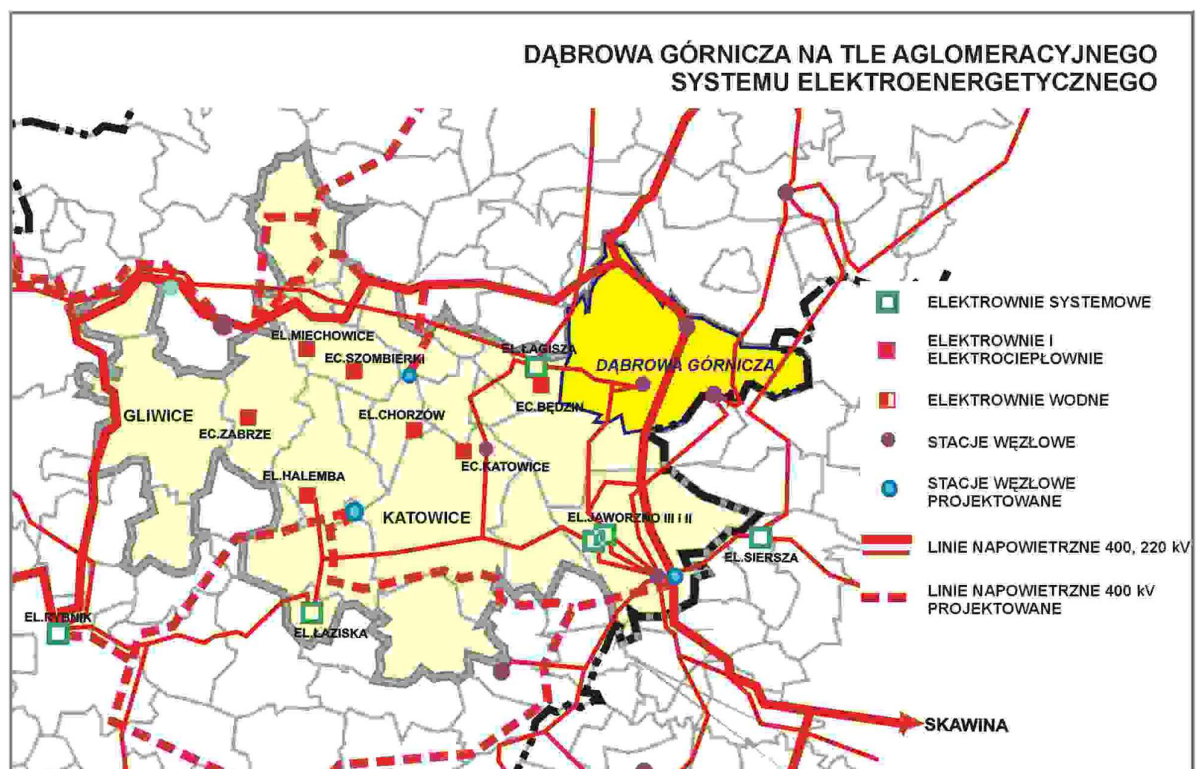 DĄBROWA GÓRNICZA NA TLE AGLOMERACYJNEGO
SYSTEMU ELEKTROENERGETYCZNEGO
EL.MIECHOWICE
EC.SZOMBIERKI
EL.ŁAGISZA
DĄBROWA GÓRNICZA
EC.BĘDZIN
GLIWICE
EL.CHORZÓW
EC.ZABRZE
EC.KATOWICE
EL.HALEMBA
KATOWICE
EL.JAWORZNO III i II
EL.SIERSZA
EL.RYBNIK
EL.ŁAZISKA
SKAWINA
ELEKTROWNIE SYSTEMOWE
ELEKTROWNIE I
ELEKTROCIEPŁOWNIE
ELEKTROWNIE WODNE
STACJE WĘZŁOWE
STACJE WĘZŁOWE
PROJEKTOWANE
LINIE NAPOWIETRZNE 400, 220 kV
LINIE NAPOWIETRZNE 400 kV
PROJEKTOWANE